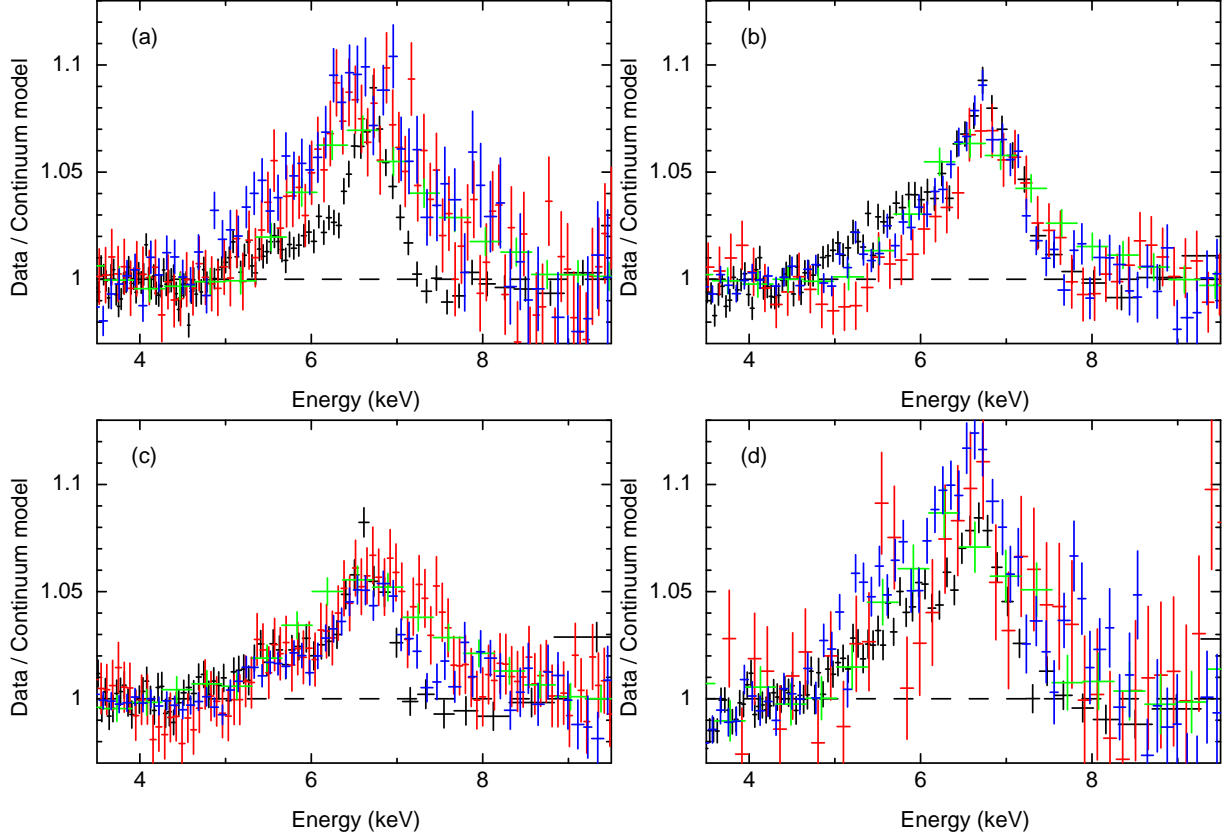 (a)
Data / Continuum model
1.1
1.05
1
4
6
8
Energy (keV)
(b)
Data / Continuum model
1.1
1.05
1
4
6
8
Energy (keV)
(c)
Data / Continuum model
1.1
1.05
1
4
6
8
Energy (keV)
(d)
Data / Continuum model
1.1
1.05
1
4
6
8
Energy (keV)